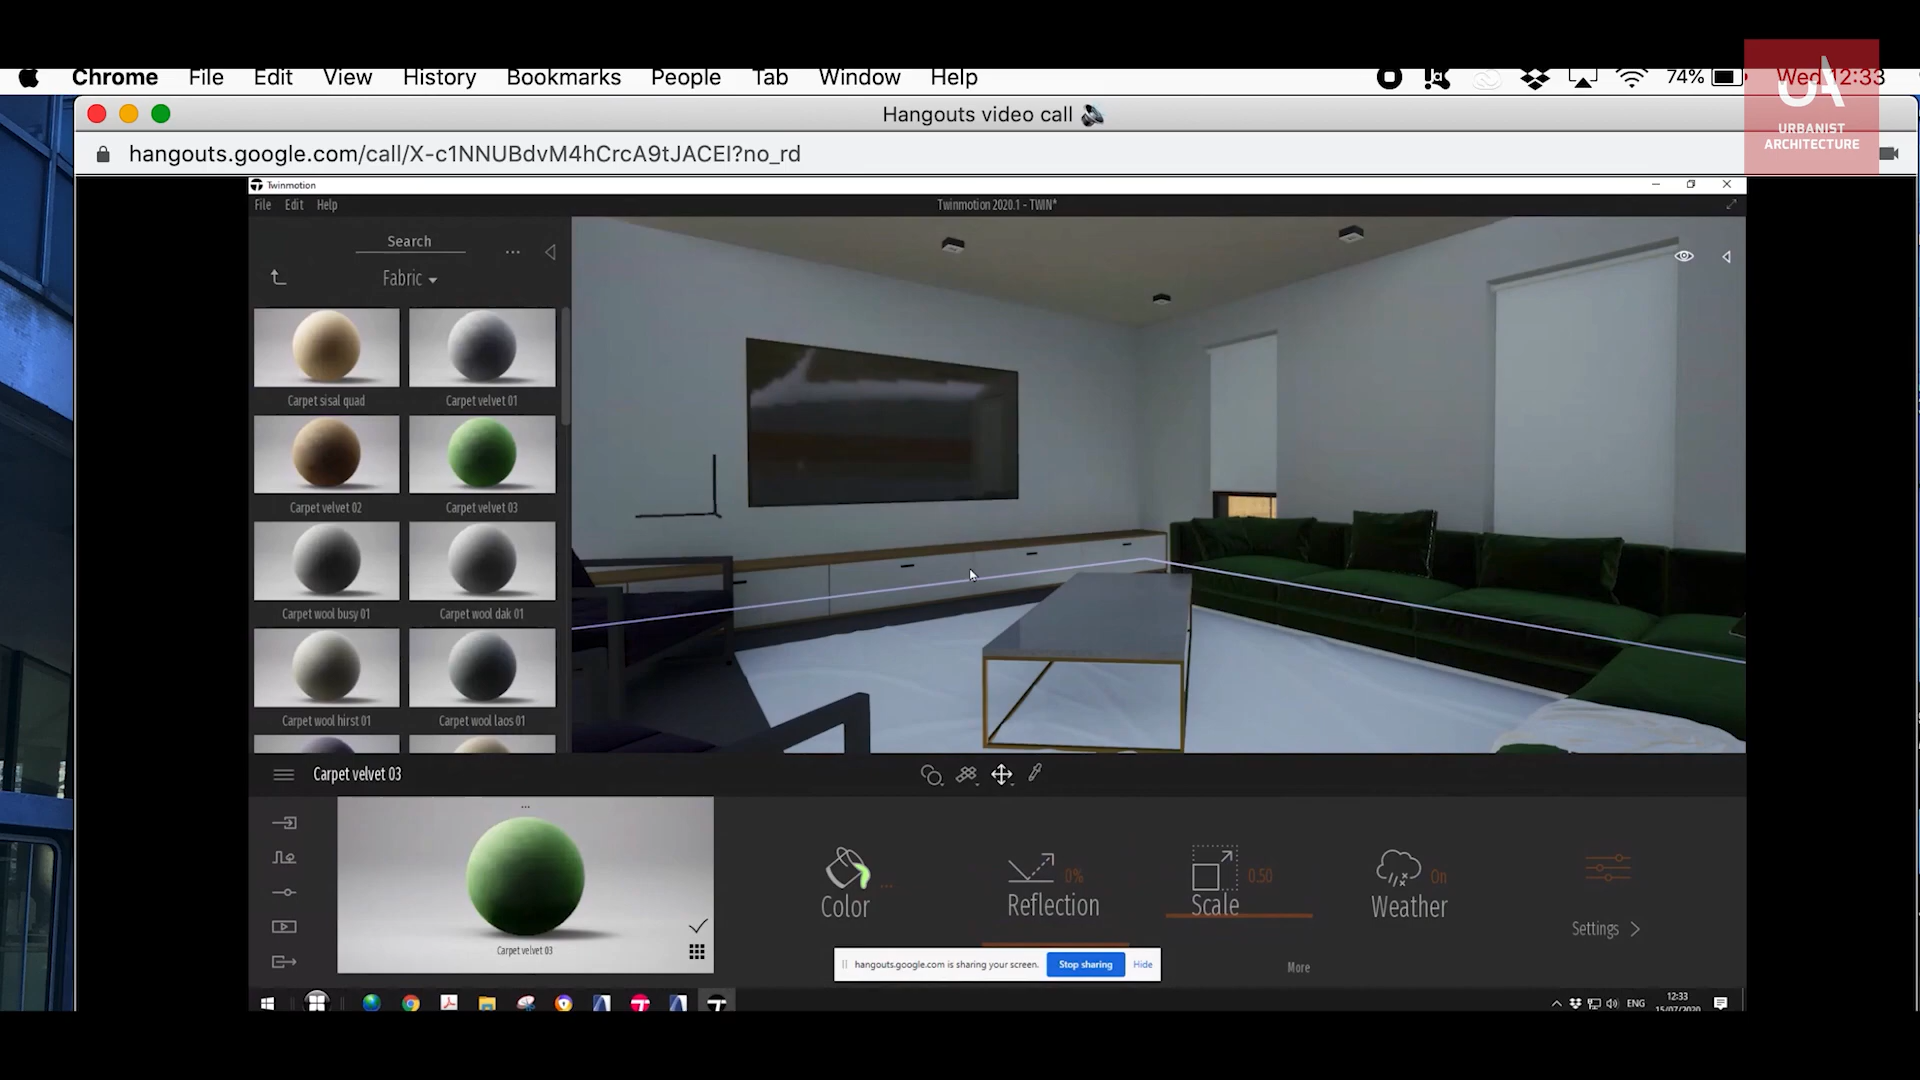 Chrome File Edit View History Bookmarks People Tab Window Help 74% Wed 12:33
UA
URBANIST
ARCHITECTURE
Hangouts video call
hangouts.google.com/call/X-c1NNUBdvM4hCrcA9tJACEI?no_rd
Twinmotion
File Edit Help Twinmotion 2020.1 - TWIN*
Search
...
Fabric
Carpet sisal quad Carpet velvet 01
Carpet velvet 02 Carpet velvet 03
Carpet wool busy 01 Carpet wool dak 01
Carpet wool hirst 01 Carpet wool laos 01
Carpet velvet 03
...
Carpet velvet 03
Color ...
Reflection 0%
Scale 0.50
Weather On
Settings
More
hangouts.google.com is sharing your screen. Stop sharing Hide
ENG
12:33
15/07/2020